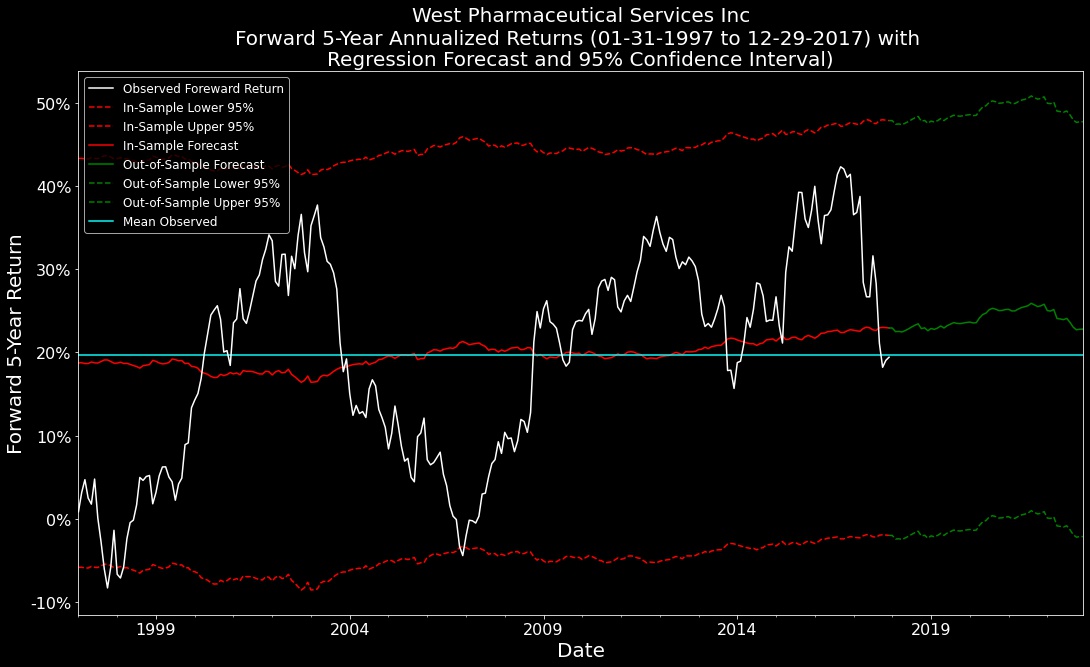 West Pharmaceutical Services Inc
Forward 5-Year Annualized Returns (01-31-1997 to 12-29-2017) with
Regression Forecast and 95% Confidence Interval)
Observed Foreward Return
In-Sample Lower 95%
In-Sample Upper 95%
In-Sample Forecast
Out-of-Sample Forecast
Out-of-Sample Lower 95%
Out-of-Sample Upper 95%
Mean Observed
Forward 5-Year Return
50%
40%
30%
20%
10%
0%
-10%
1999 2004 2009 2014 2019
Date